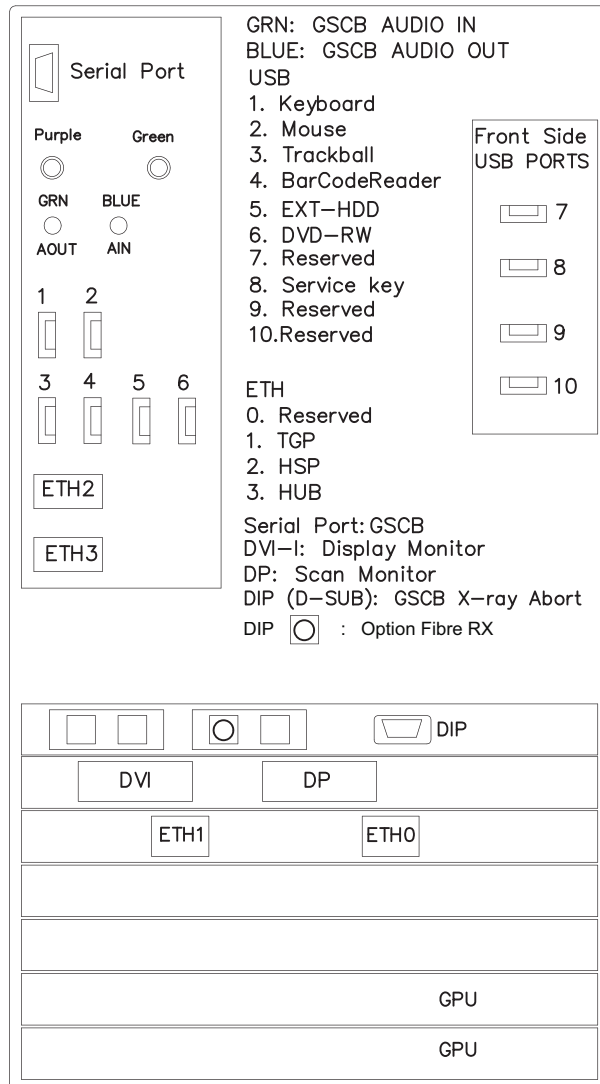 Serial Port
Purple Green
GRN BLUE
AOUT AIN
1 2
3 4 5 6
ETH2
ETH3
GRN: GSCB AUDIO IN
BLUE: GSCB AUDIO OUT
USB
1. Keyboard
2. Mouse
3. Trackball
4. BarCodeReader
5. EXT-HDD
6. DVD-RW
7. Reserved
8. Service key
9. Reserved
10.Reserved
ETH
0. Reserved
1. TGP
2. HSP
3. HUB
Serial Port: GSCB
DVI-I: Display Monitor
DP: Scan Monitor
DIP (D-SUB): GSCB X-ray Abort
DIP : Option Fibre RX
Front Side
USB PORTS
7
8
9
10
DIP
DVI DP
ETH1 ETH0
GPU
GPU